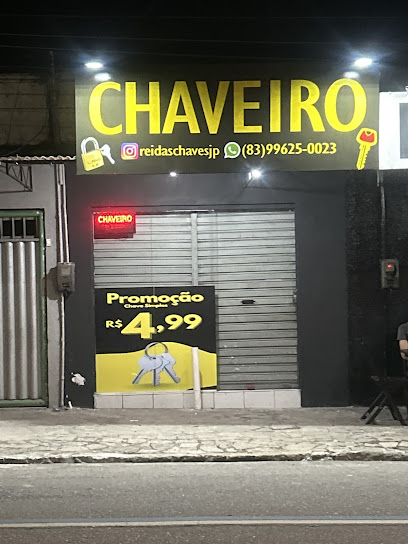 CHAVEIRO
reidaschavesjp (83)99625-0023
CHAVEIRO
Promoção
Chave Simples
R$ 4,99